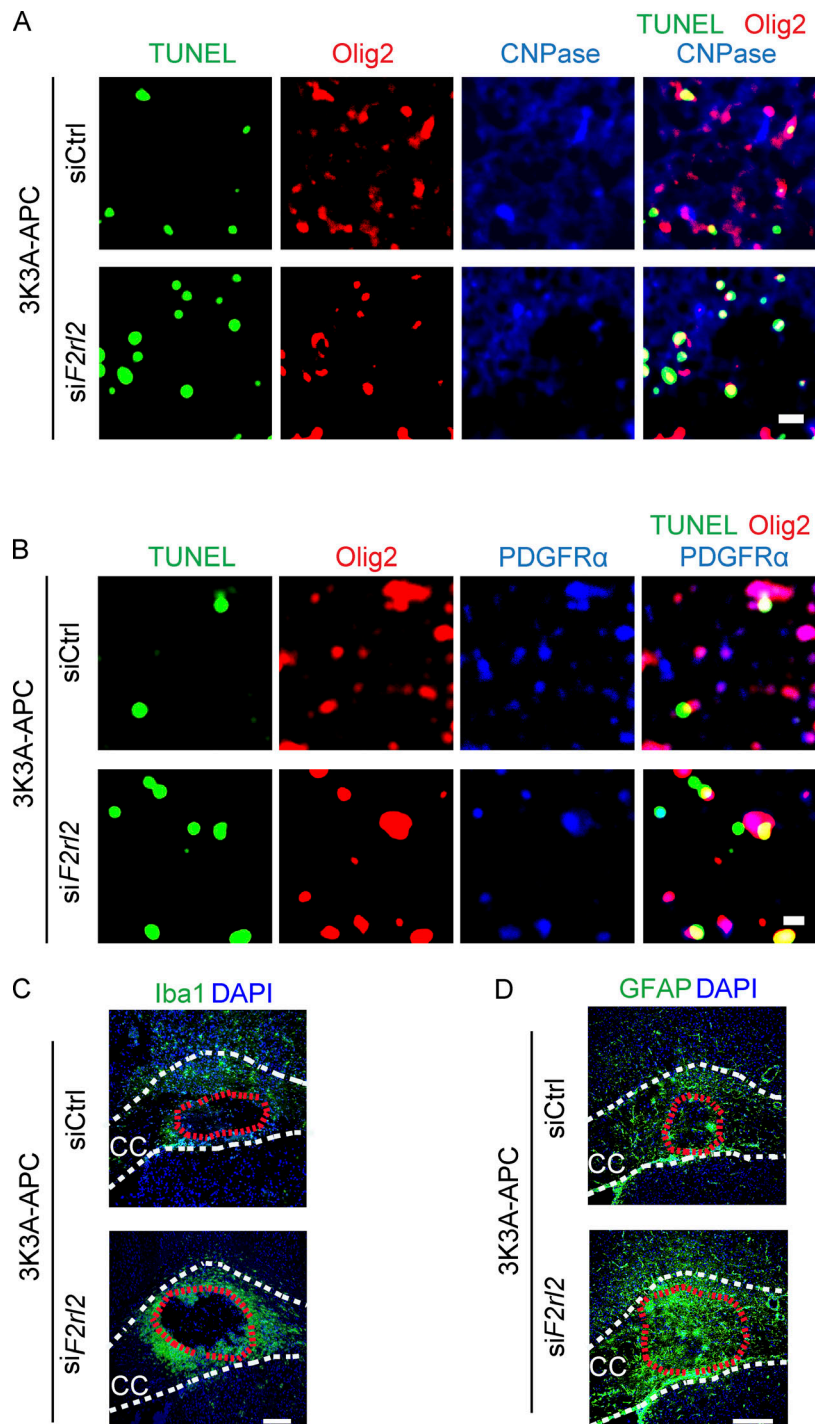 A
TUNEL Olig2
TUNEL Olig2 CNPase CNPase
3K3A-APC
siCtrl
siF2rl2
B
TUNEL Olig2
TUNEL Olig2 PDGFRα PDGFRα
3K3A-APC
siCtrl
siF2rl2
C
Iba1 DAPI
3K3A-APC
siCtrl
CC
siF2rl2
CC
D
GFAP DAPI
3K3A-APC
siCtrl
CC
siF2rl2
CC